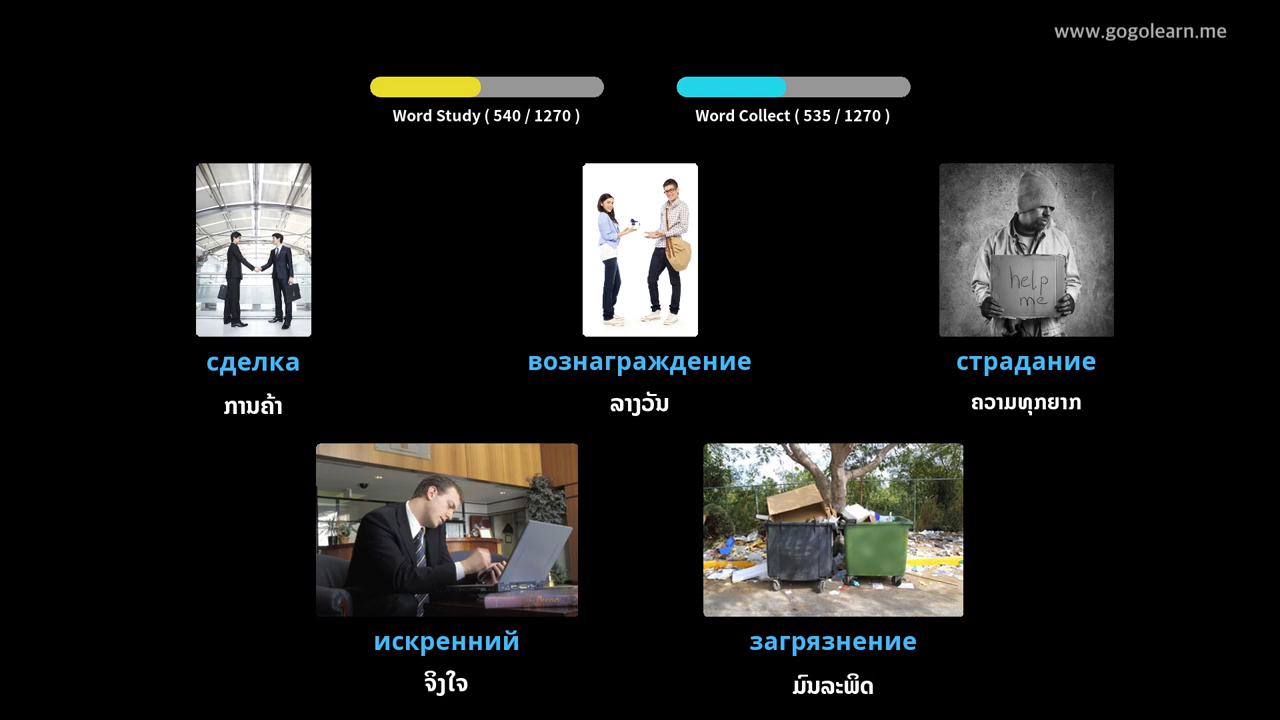 www.gogolearn.me
Word Study ( 540 / 1270 )
Word Collect ( 535 / 1270 )
help
me
сделка
вознаграждение
страдание
ການຄ້າ
ລາງວັນ
ຄວາມທຸກຍາກ
искренний
загрязнение
ຈິງໃຈ
ມົນລະພິດ